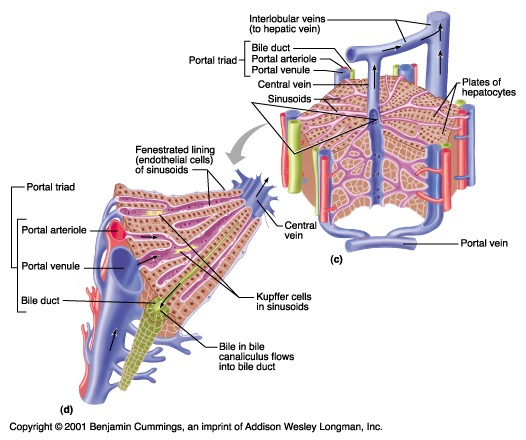 Interlobular veins
(to hepatic vein)
Bile duct
Portal triad
Portal arteriole
Portal venule
Central vein
Sinusoids
Plates of
hepatocytes
Fenestrated lining
(endothelial cells)
of sinusoids
Portal triad
Portal arteriole
Central
vein
Portal vein
(c)
Portal venule
Bile duct
Kupffer cells
in sinusoids
Bile in bile
canaliculus flows
into bile duct
(d)
Copyright © 2001 Benjamin Cummings, an imprint of Addison Wesley Longman, Inc.